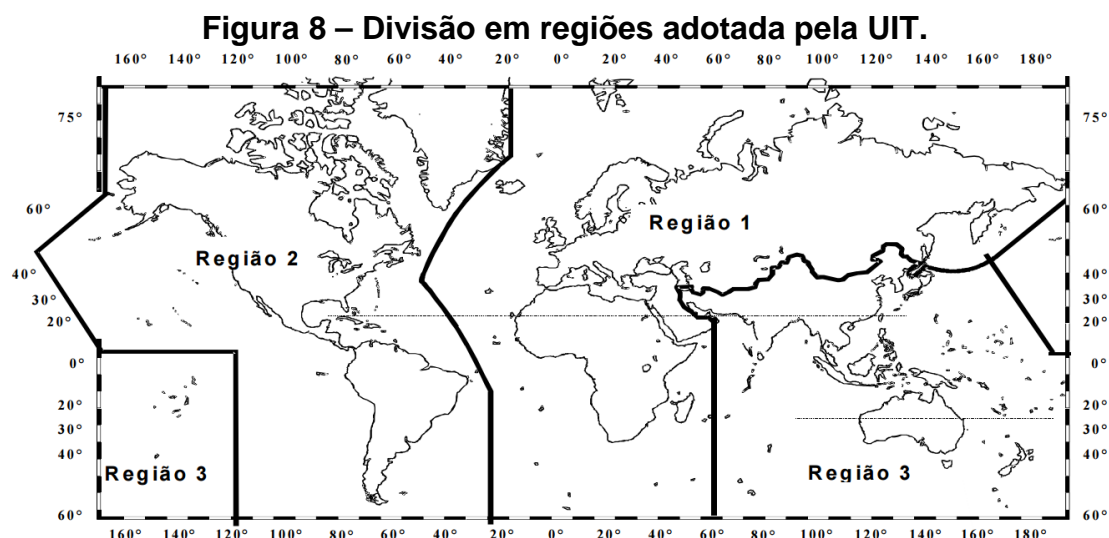 Figura 8 – Divisão em regiões adotada pela UIT.
160° 140° 120° 100° 80° 60° 40° 20° 0° 20° 40° 60° 80° 100° 120° 140° 160° 180°
75° 75°
60° 60°
Região 1
Região 2
40° 40°
30° 30°
20° 20°
0° 0°
20° 20°
30° 30°
40° 40°
Região 3 Região 3
60° 60°
160° 140° 120° 100° 80° 60° 40° 20° 0° 20° 40° 60° 80° 100° 120° 140° 160° 180°